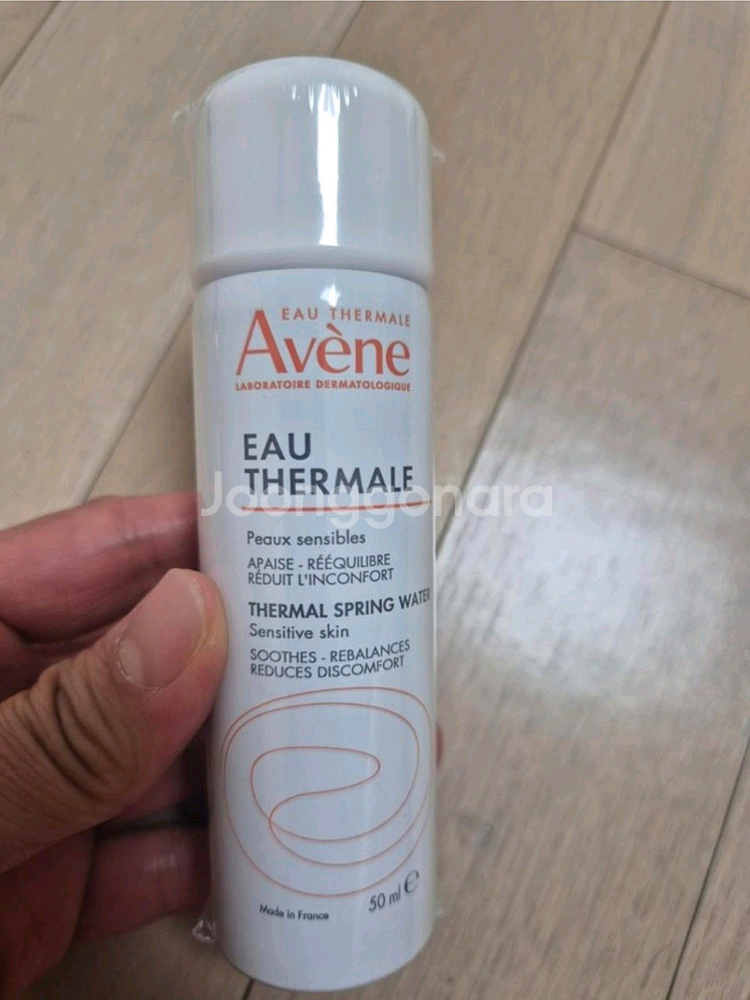 EAU THERMALE
Avène
LABORATOIRE DERMATOLOGIQUE
EAU
THERMALE
Joonggonara
Peaux sensibles
APAISE - RÉÉQUILIBRE
RÉDUIT L'INCONFORT
THERMAL SPRING WATER
Sensitive skin
SOOTHES - REBALANCES
REDUCES DISCOMFORT
Made in France
50 ml ℮